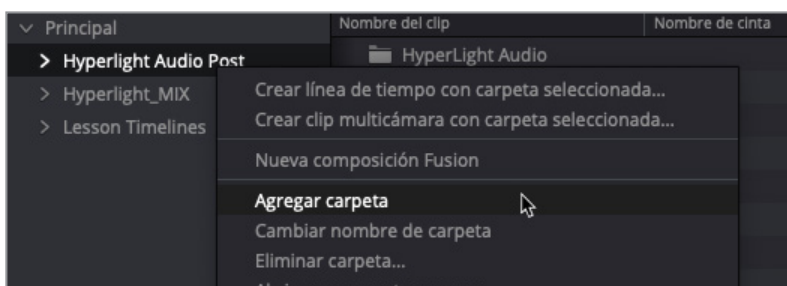 Principal
Nombre del clip
Nombre de cinta
Hyperlight Audio Post
HyperLight Audio
Hyperlight_MIX
Lesson Timelines
Crear línea de tiempo con carpeta seleccionada...
Crear clip multicámara con carpeta seleccionada...
Nueva composición Fusion
Agregar carpeta
Cambiar nombre de carpeta
Eliminar carpeta...